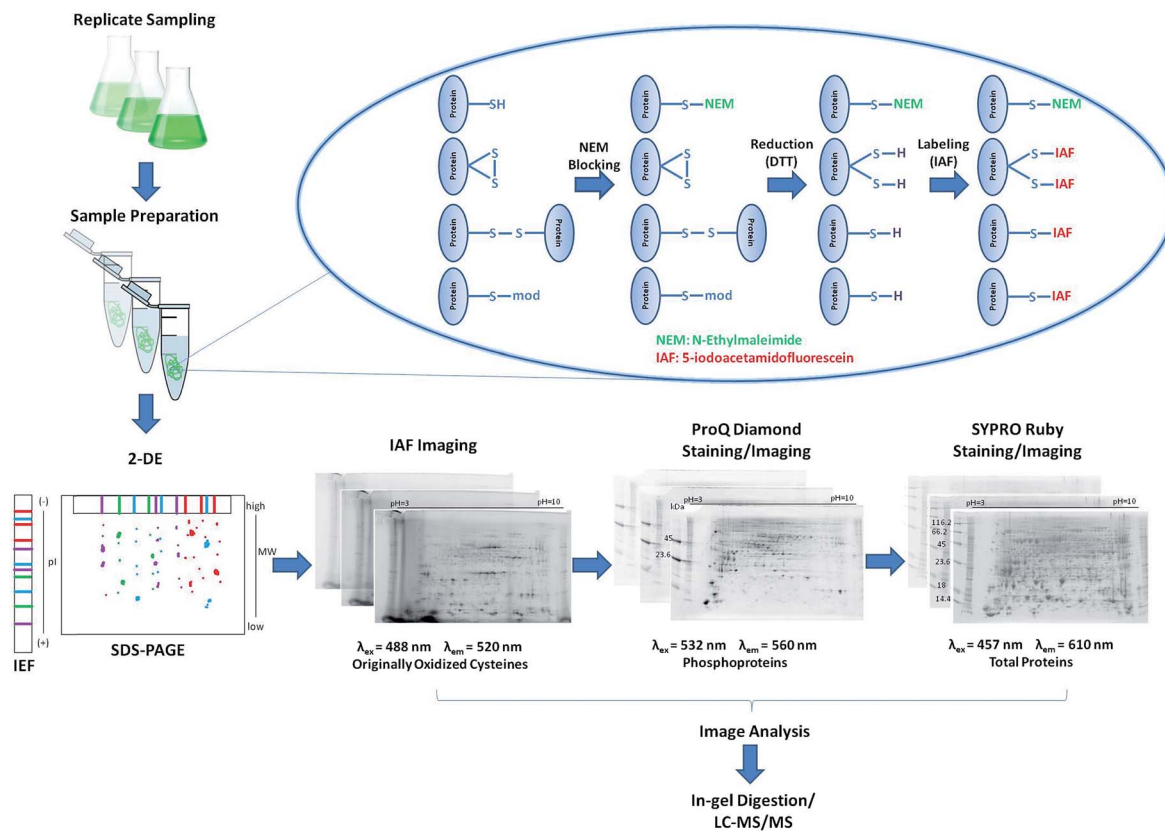 Replicate Sampling
Sample Preparation
Protein
SH
Protein
S
S
Protein
S
S
Protein
Protein
S
mod
NEM
Blocking
Protein
S
NEM
Protein
S
S
Protein
S
S
Protein
Protein
S
mod
Reduction
(DTT)
Protein
S
NEM
Protein
S
H
S
H
Protein
S
H
Protein
S
H
Labeling
(IAF)
Protein
S
NEM
Protein
S
IAF
S
IAF
Protein
S
IAF
Protein
S
IAF
NEM: N-Ethylmaleimide
IAF: 5-iodoacetamidofluorescein
2-DE
(-)
pI
(+)
IEF
high
MW
low
SDS-PAGE
IAF Imaging
pH=3
pH=10
λex = 488 nm λem = 520 nm
Originally Oxidized Cysteines
ProQ Diamond
Staining/Imaging
pH=3
pH=10
kDa
45
23.6
λex = 532 nm λem = 560 nm
Phosphoproteins
SYPRO Ruby
Staining/Imaging
pH=3
pH=10
116.2
66.2
45
23.6
18
14.4
λex = 457 nm λem = 610 nm
Total Proteins
Image Analysis
In-gel Digestion/
LC-MS/MS